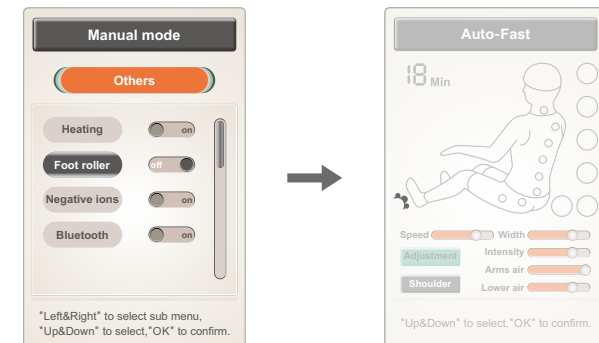 Manual mode
Others
Heating on
Foot roller off
Negative ions on
Bluetooth on
"Left&Right" to select sub menu,
"Up&Down" to select,"OK" to confirm.
Auto-Fast
18 Min
Speed Width
Adjustment Intensity
Arms air
Shoulder Lower air
"Up&Down" to select,"OK" to confirm.